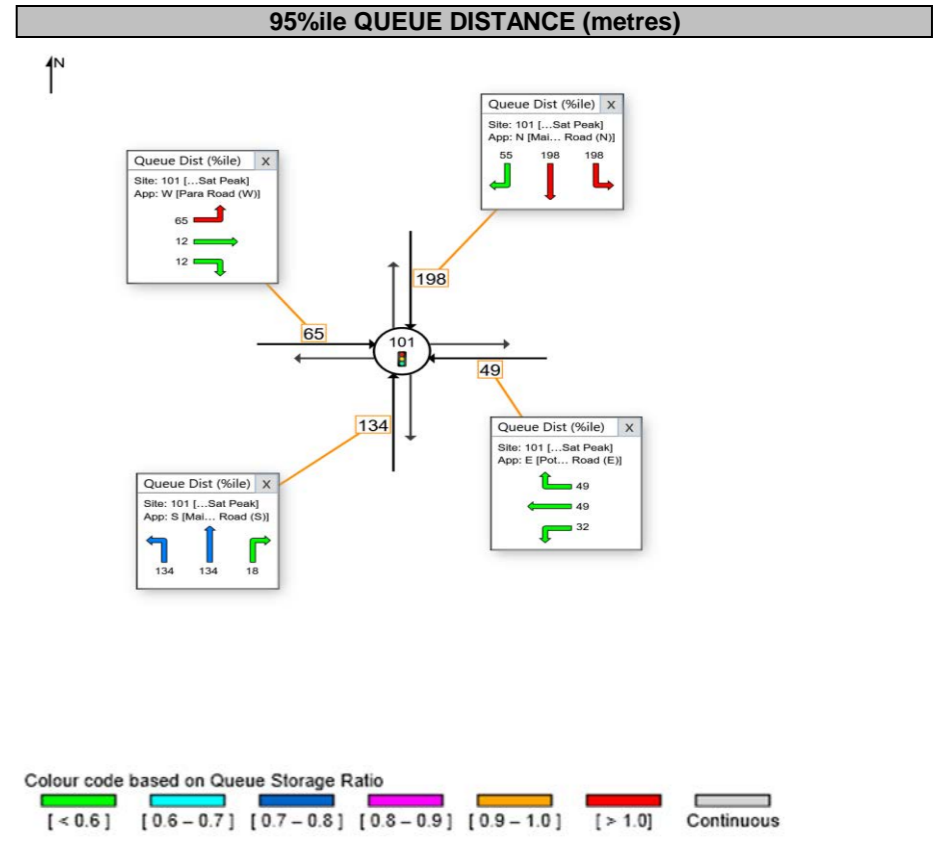 95%ile QUEUE DISTANCE (metres)
N
Queue Dist (%ile) X
Site: 101 [...Sat Peak]
App: N [Mai... Road (N)]
55 198 198
Queue Dist (%ile) X
Site: 101 [...Sat Peak]
App: W [Para Road (W)]
65
12
12
198
65
101
49
134
Queue Dist (%ile) X
Site: 101 [...Sat Peak]
App: E [Pot... Road (E)]
49
49
32
Queue Dist (%ile) X
Site: 101 [...Sat Peak]
App: S [Mai... Road (S)]
134 134 18
Colour code based on Queue Storage Ratio
[ < 0.6 ] [ 0.6 – 0.7 ] [ 0.7 – 0.8 ] [ 0.8 – 0.9 ] [ 0.9 – 1.0 ] [ > 1.0] Continuous